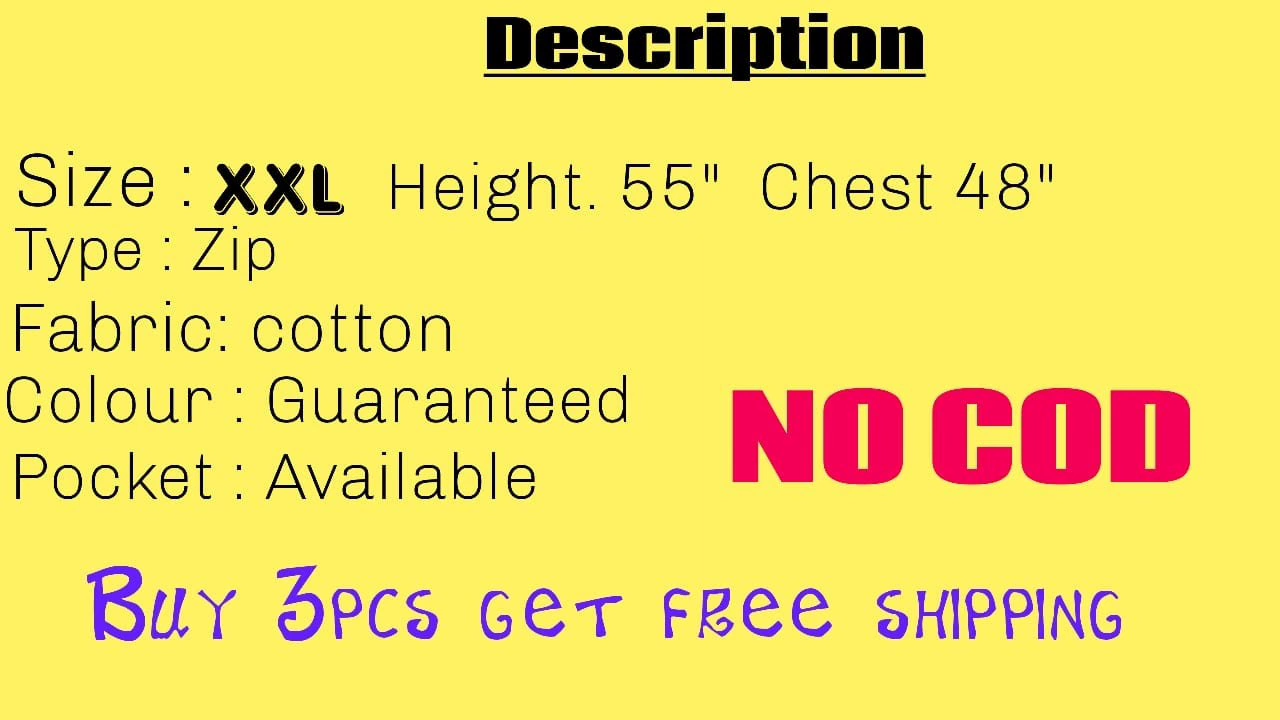 Description
Size : XXL Height. 55" Chest 48"
Type : Zip
Fabric: cotton
Colour : Guaranteed
Pocket : Available
NO COD
Buy 3pcs get free shipping